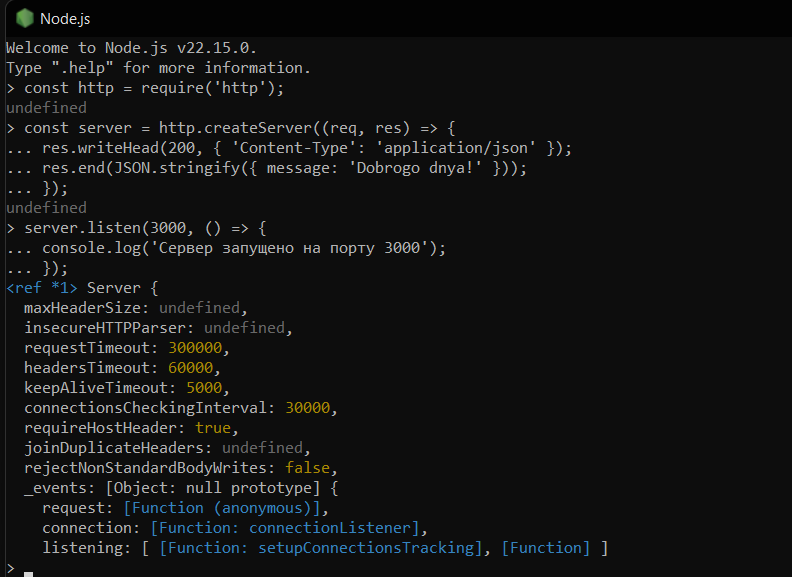 Node.js
Welcome to Node.js v22.15.0.
Type ".help" for more information.
> const http = require('http');
undefined
> const server = http.createServer((req, res) => {
... res.writeHead(200, { 'Content-Type': 'application/json' });
... res.end(JSON.stringify({ message: 'Dobrogo dnya!' }));
... });
undefined
> server.listen(3000, () => {
... console.log('Сервер запущено на порту 3000');
... });
<ref *1> Server {
  maxHeaderSize: undefined,
  insecureHTTPParser: undefined,
  requestTimeout: 300000,
  headersTimeout: 60000,
  keepAliveTimeout: 5000,
  connectionsCheckingInterval: 30000,
  requireHostHeader: true,
  joinDuplicateHeaders: undefined,
  rejectNonStandardBodyWrites: false,
  _events: [Object: null prototype] {
    request: [Function (anonymous)],
    connection: [Function: connectionListener],
    listening: [ [Function: setupConnectionsTracking], [Function] ]
>